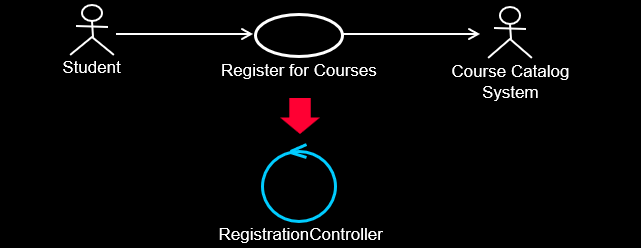 Student
Register for Courses
Course Catalog
System
RegistrationController